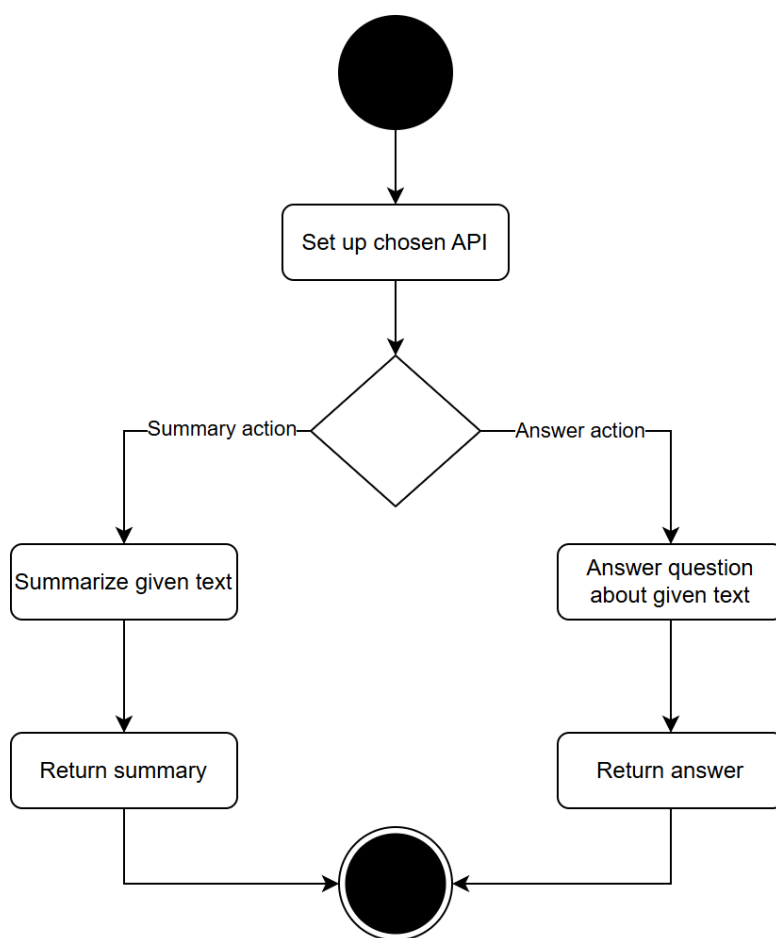 Set up chosen API
Summary action
Answer action
Summarize given text
Answer question
about given text
Return summary
Return answer